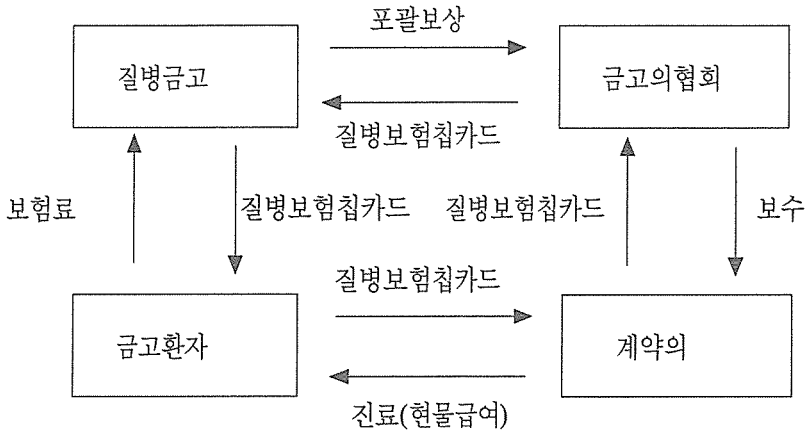 포괄보상
질병금고
금고의협회
질병보험칩카드
보험료
질병보험칩카드
질병보험칩카드
보수
질병보험칩카드
금고환자
계약의
진료(현물급여)